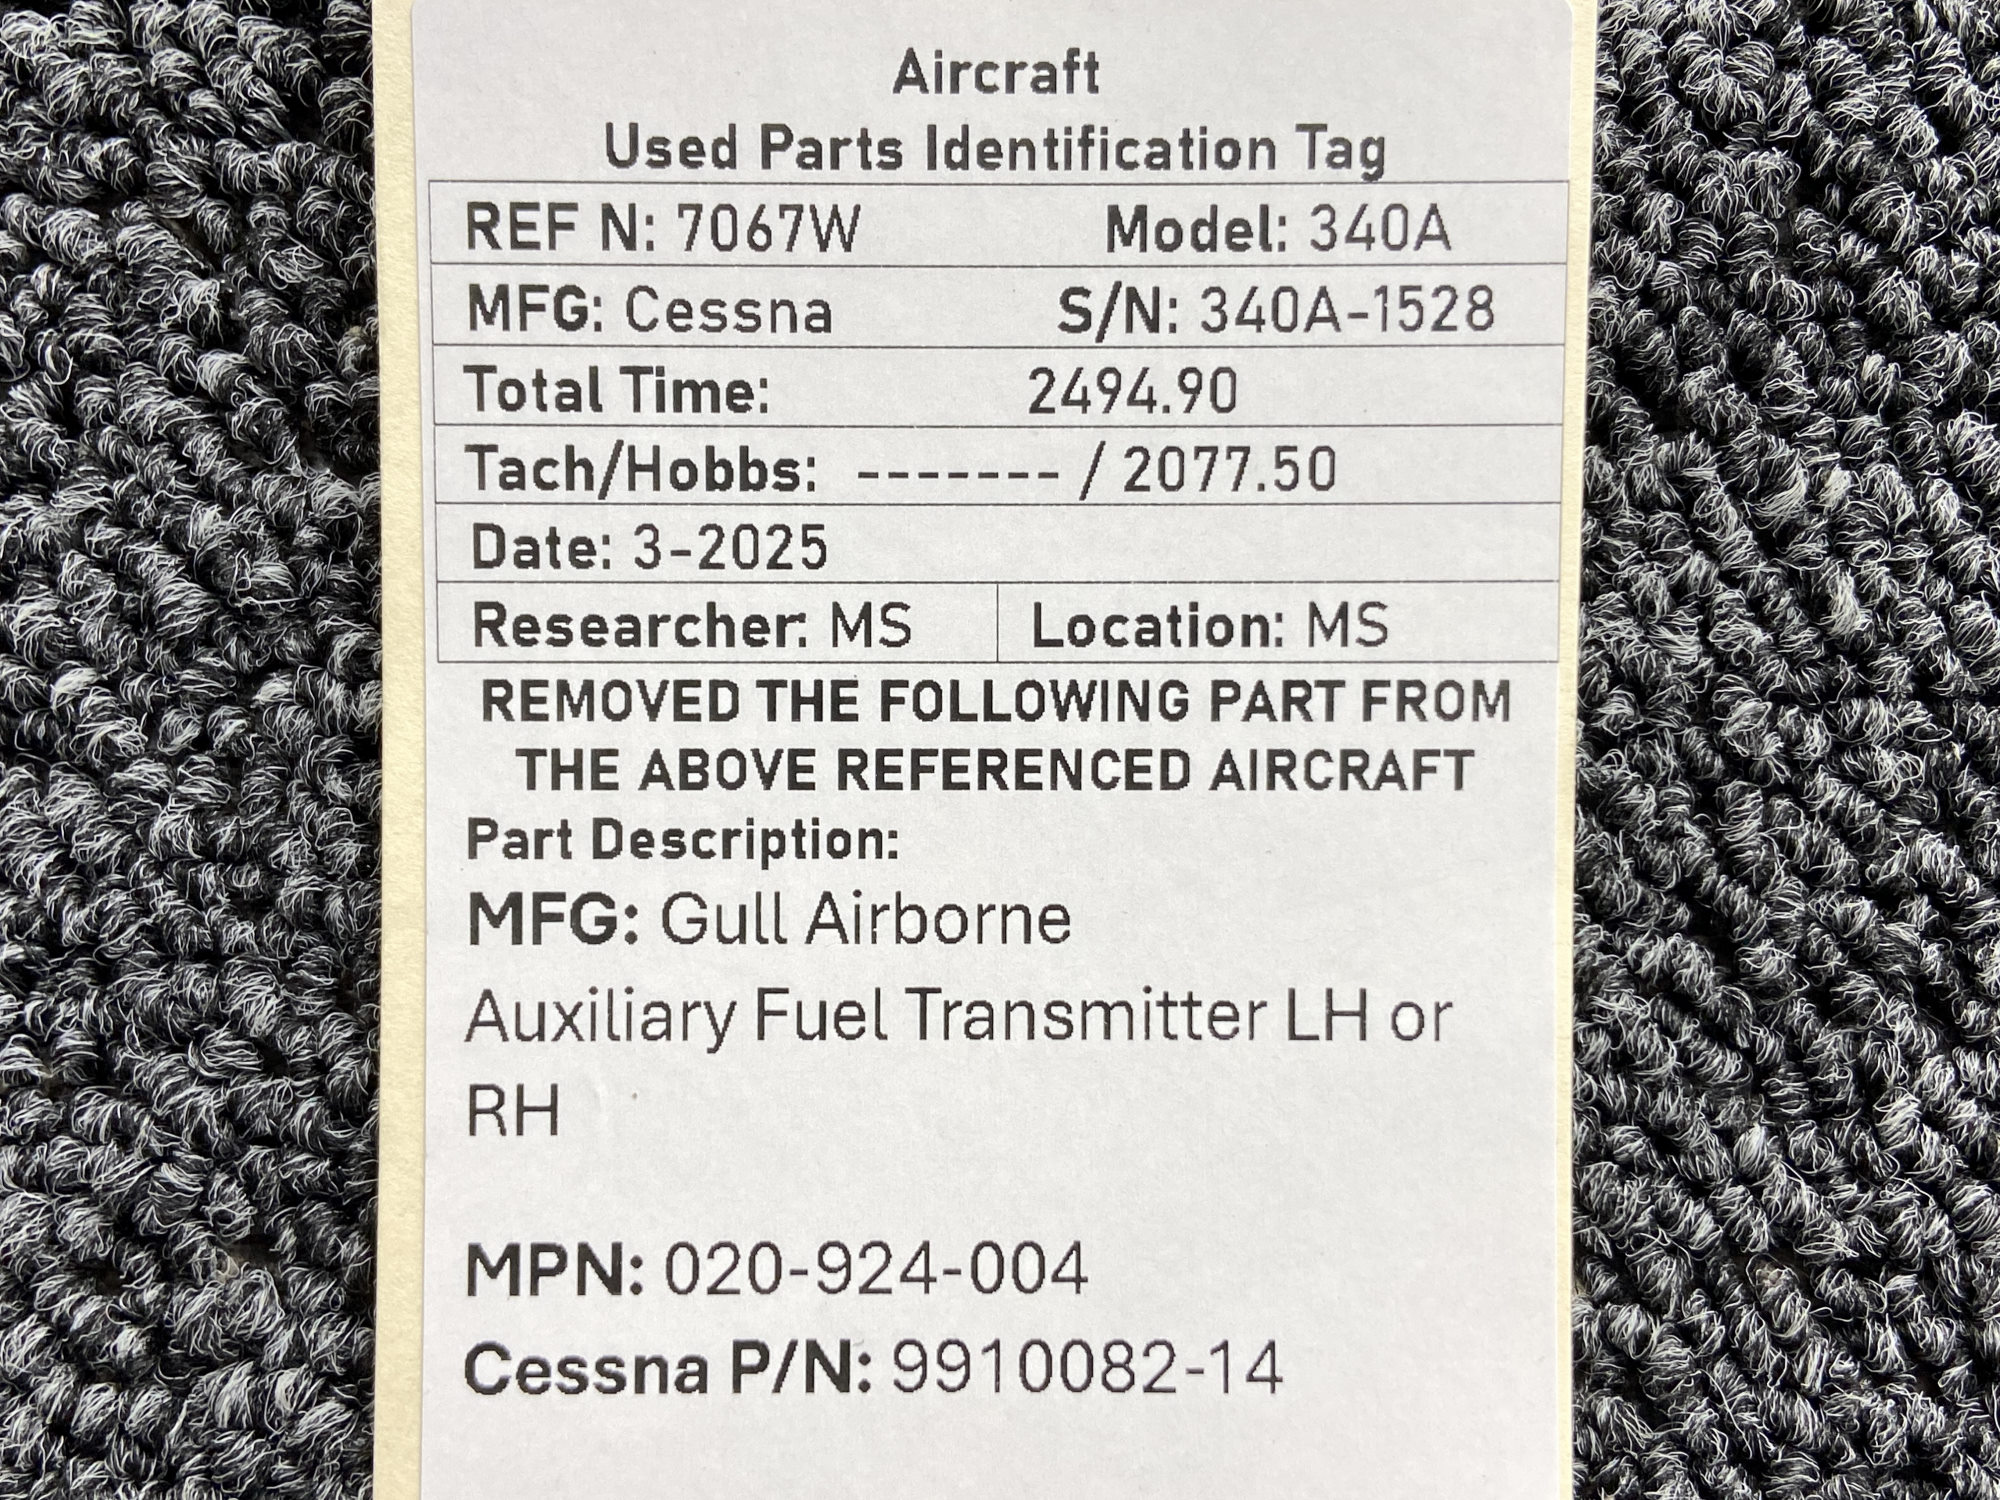 Aircraft
Used Parts Identification Tag
REF N: 7067W Model: 340A
MFG: Cessna S/N: 340A-1528
Total Time: 2494.90
Tach/Hobbs: ------- / 2077.50
Date: 3-2025
Researcher: MS Location: MS
REMOVED THE FOLLOWING PART FROM
THE ABOVE REFERENCED AIRCRAFT
Part Description:
MFG: Gull Airborne
Auxiliary Fuel Transmitter LH or
RH
MPN: 020-924-004
Cessna P/N: 9910082-14